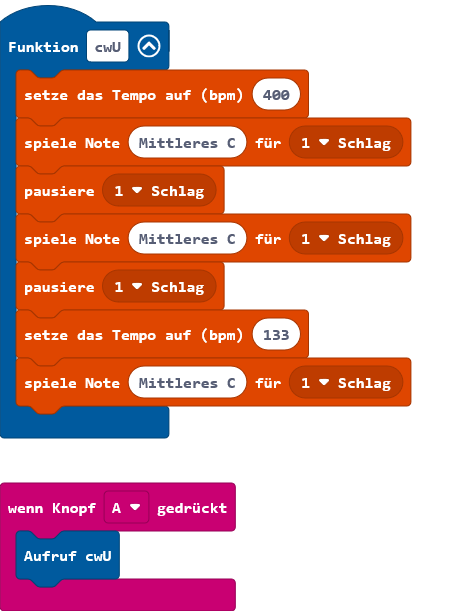 Funktion cwU
setze das Tempo auf (bpm) 400
spiele Note Mittleres C für 1 Schlag
pausiere 1 Schlag
spiele Note Mittleres C für 1 Schlag
pausiere 1 Schlag
setze das Tempo auf (bpm) 133
spiele Note Mittleres C für 1 Schlag
wenn Knopf A gedrückt
Aufruf cwU